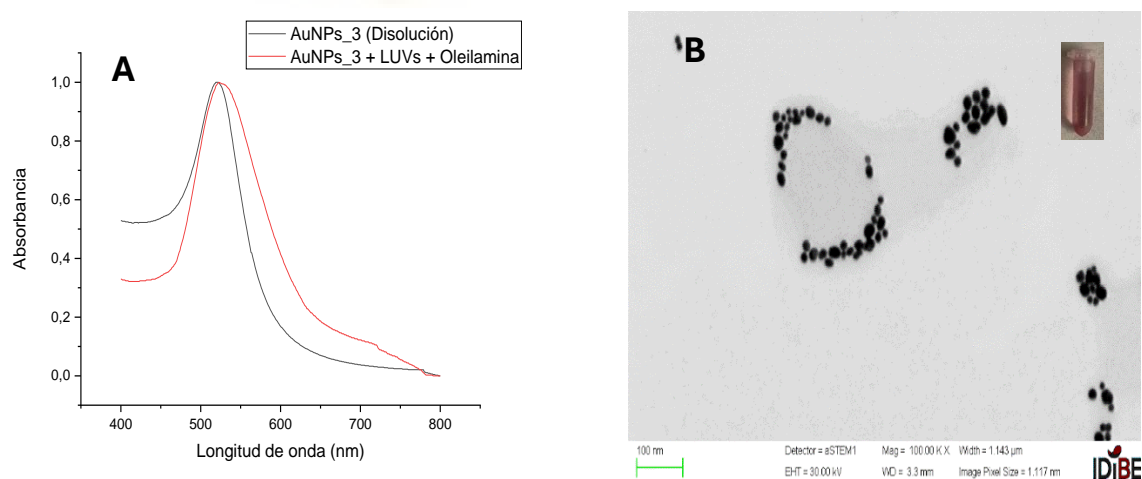 AuNPs_3 (Disolución)
AuNPs_3 + LUVs + Oleilamina
A
1,0
0,8
0,6
0,4
0,2
0,0
Absorbancia
400
500
600
700
800
Longitud de onda (nm)
B
100 nm
Detector = aSTEM1
Mag = 100.00 K X
Width = 1.143 µm
EHT = 30.00 kV
WD = 3.3 mm
Image Pixel Size = 1.117 nm
IDiBE